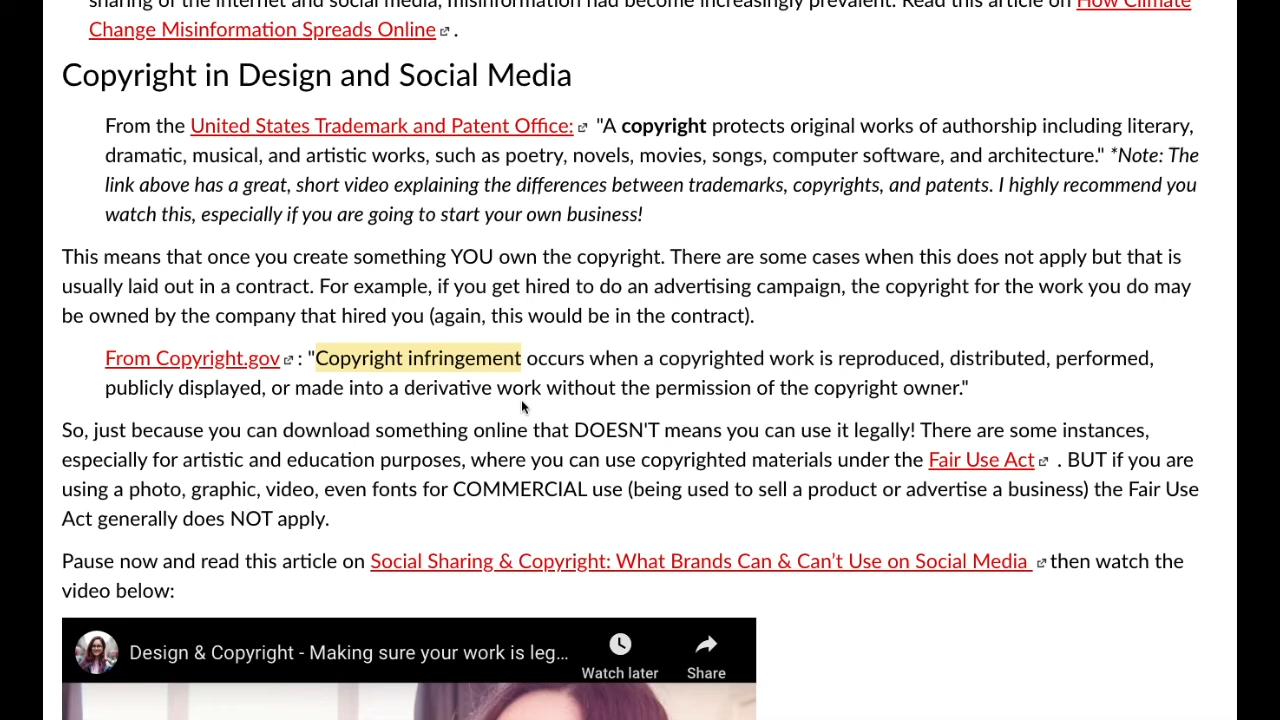 sharing of the internet and social media, misinformation had become increasingly prevalent. Read this article on How Climate
Change Misinformation Spreads Online .
Copyright in Design and Social Media
From the United States Trademark and Patent Office: "A copyright protects original works of authorship including literary,
dramatic, musical, and artistic works, such as poetry, novels, movies, songs, computer software, and architecture." *Note: The
link above has a great, short video explaining the differences between trademarks, copyrights, and patents. I highly recommend you
watch this, especially if you are going to start your own business!
This means that once you create something YOU own the copyright. There are some cases when this does not apply but that is
usually laid out in a contract. For example, if you get hired to do an advertising campaign, the copyright for the work you do may
be owned by the company that hired you (again, this would be in the contract).
From Copyright.gov : "Copyright infringement occurs when a copyrighted work is reproduced, distributed, performed,
publicly displayed, or made into a derivative work without the permission of the copyright owner."
So, just because you can download something online that DOESN'T means you can use it legally! There are some instances,
especially for artistic and education purposes, where you can use copyrighted materials under the Fair Use Act . BUT if you are
using a photo, graphic, video, even fonts for COMMERCIAL use (being used to sell a product or advertise a business) the Fair Use
Act generally does NOT apply.
Pause now and read this article on Social Sharing & Copyright: What Brands Can & Can't Use on Social Media then watch the
video below:
Design & Copyright - Making sure your work is leg...
Watch later
Share